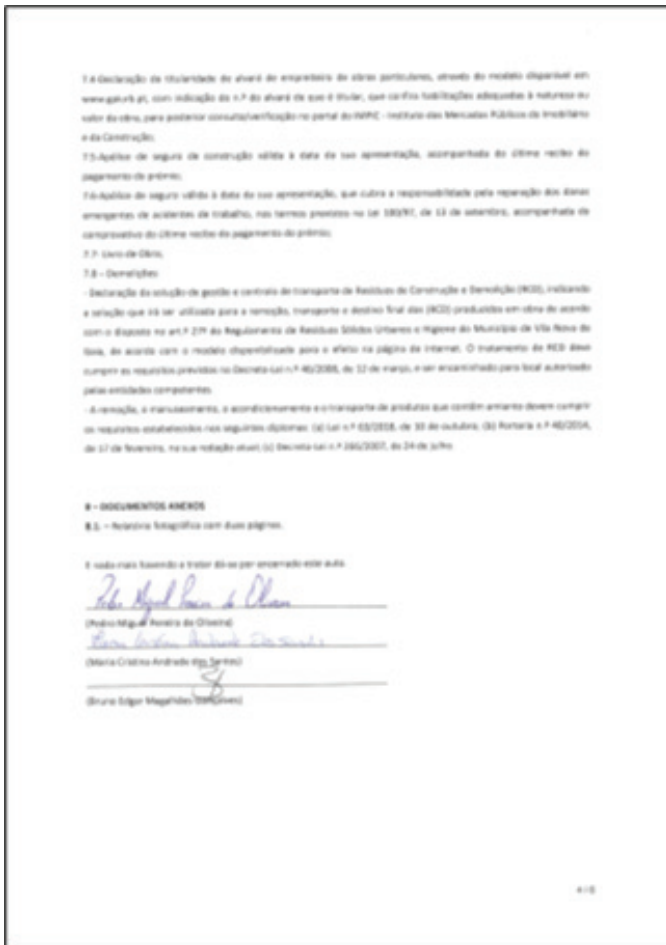 7.4-Declaração de titularidade de alvará de empreiteiro de obras particulares, através do modelo disponível em
www.gaiurb.pt, com indicação do n.º do alvará de que é titular, que confira habilitações adequadas à natureza ou
valor da obra, para posterior consulta/verificação no portal do IMPIC - Instituto dos Mercados Públicos do Imobiliário
e da Construção;
7.5-Apólice de seguro de construção válida à data da sua apresentação, acompanhada do último recibo do
pagamento do prémio;
7.6-Apólice de seguro válida à data da sua apresentação, que cubra a responsabilidade pela reparação dos danos
emergentes de acidentes de trabalho, nos termos previstos na Lei 100/97, de 13 de setembro, acompanhada de
comprovativo do último recibo do pagamento do prémio;
7.7- Livro de Obra;
7.8 – Demolições
- Declaração da solução de gestão e controlo de transporte de Resíduos de Construção e Demolição (RCD), indicando
a solução que irá ser utilizada para a remoção, transporte e destino final dos (RCD) produzidos em obra de acordo
com o disposto no art.º 27º do Regulamento de Resíduos Sólidos Urbanos e Higiene do Município de Vila Nova de
Gaia, de acordo com o modelo disponibilizado para o efeito na página da internet. O tratamento de RCD deve
cumprir os requisitos previstos no Decreto-Lei n.º 46/2008, de 12 de março, e ser encaminhado para local autorizado
pelas entidades competentes.
- A remoção, o manuseamento, o acondicionamento e o transporte de produtos que contêm amianto devem cumprir
os requisitos estabelecidos nos seguintes diplomas: (a) Lei n.º 63/2018, de 10 de outubro; (b) Portaria n.º 40/2014,
de 17 de fevereiro, na sua redação atual; (c) Decreto-Lei n.º 266/2007, de 24 de julho
8 – DOCUMENTOS ANEXOS
8.1. – Relatório fotográfico com duas páginas.
E nada mais havendo a tratar dá-se por encerrado este auto.
Pedro Miguel Pereira de Oliveira
(Pedro Miguel Pereira de Oliveira)
Maria Cristina Andrade dos Santos
(Maria Cristina Andrade dos Santos)
(Bruno Edgar Magalhães Gonçalves)